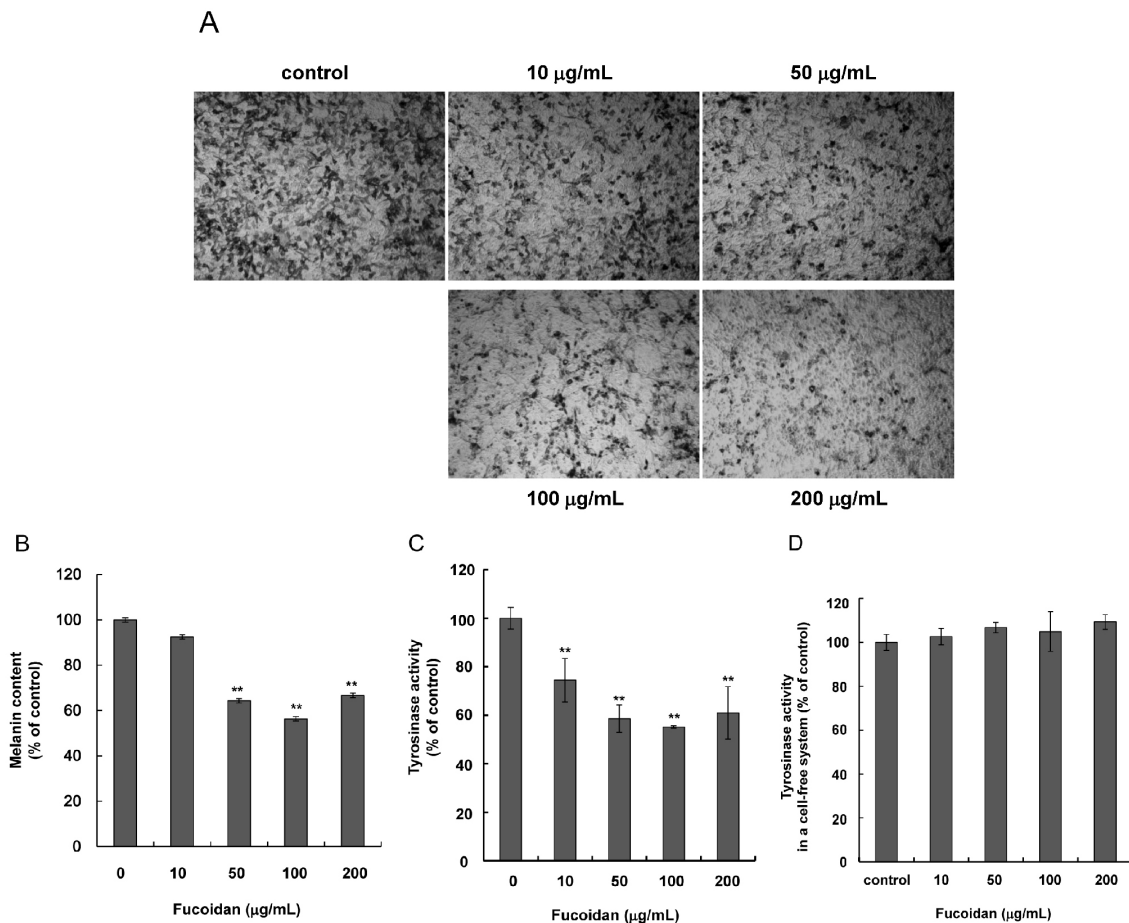 A
control
10 μg/mL
50 μg/mL
100 μg/mL
200 μg/mL
B
Melanin content
(% of control)
120
100
80
60
40
20
0
**
**
**
0
10
50
100
200
Fucoidan (μg/mL)
C
Tyrosinase activity
(% of control)
120
100
80
60
40
20
0
**
**
**
**
0
10
50
100
200
Fucoidan (μg/mL)
D
Tyrosinase activity
in a cell-free system (% of control)
120
100
80
60
40
20
0
control
10
50
100
200
Fucoidan (μg/mL)